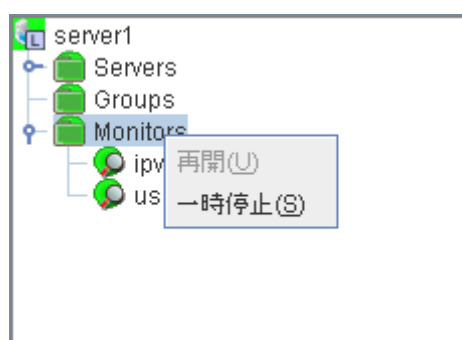 server1
Servers
Groups
Monitors
ipv
us
再開(U)
一時停止(S)